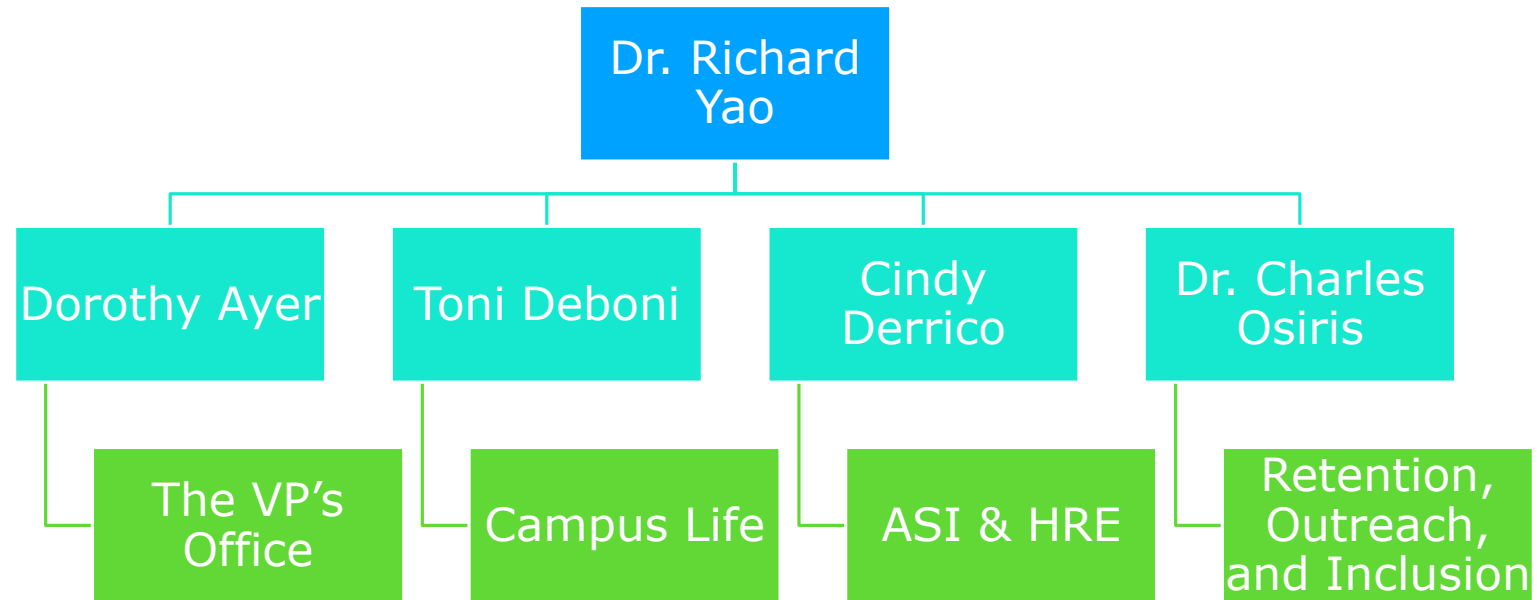 Dr. Richard
Yao
Dorothy Ayer
Toni Deboni
Cindy
Derrico
Dr. Charles
Osiris
The VP’s
Office
Campus Life
ASI & HRE
Retention,
Outreach,
and Inclusion